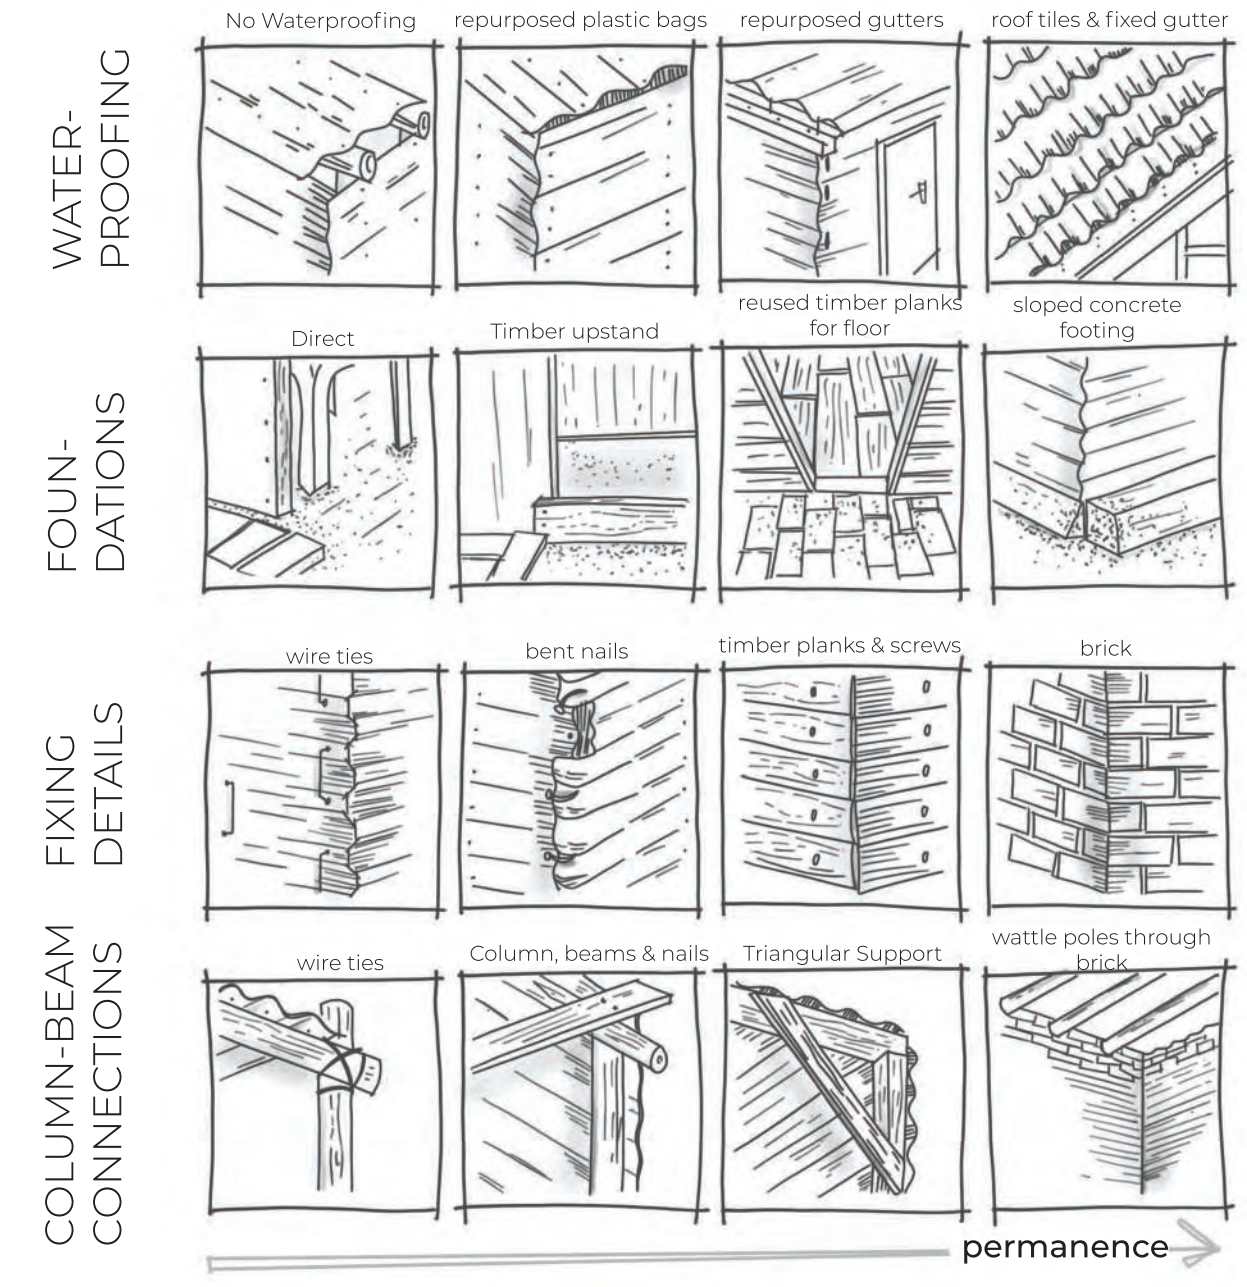 No Waterproofing
repurposed plastic bags
repurposed gutters
roof tiles & fixed gutter
WATER-
PROOFING
Direct
Timber upstand
reused timber planks
for floor
sloped concrete
footing
FOUN-
DATIONS
wire ties
bent nails
timber planks & screws
brick
FIXING
DETAILS
wire ties
Column, beams & nails
Triangular Support
wattle poles through
brick
COLUMN-BEAM
CONNECTIONS
permanence